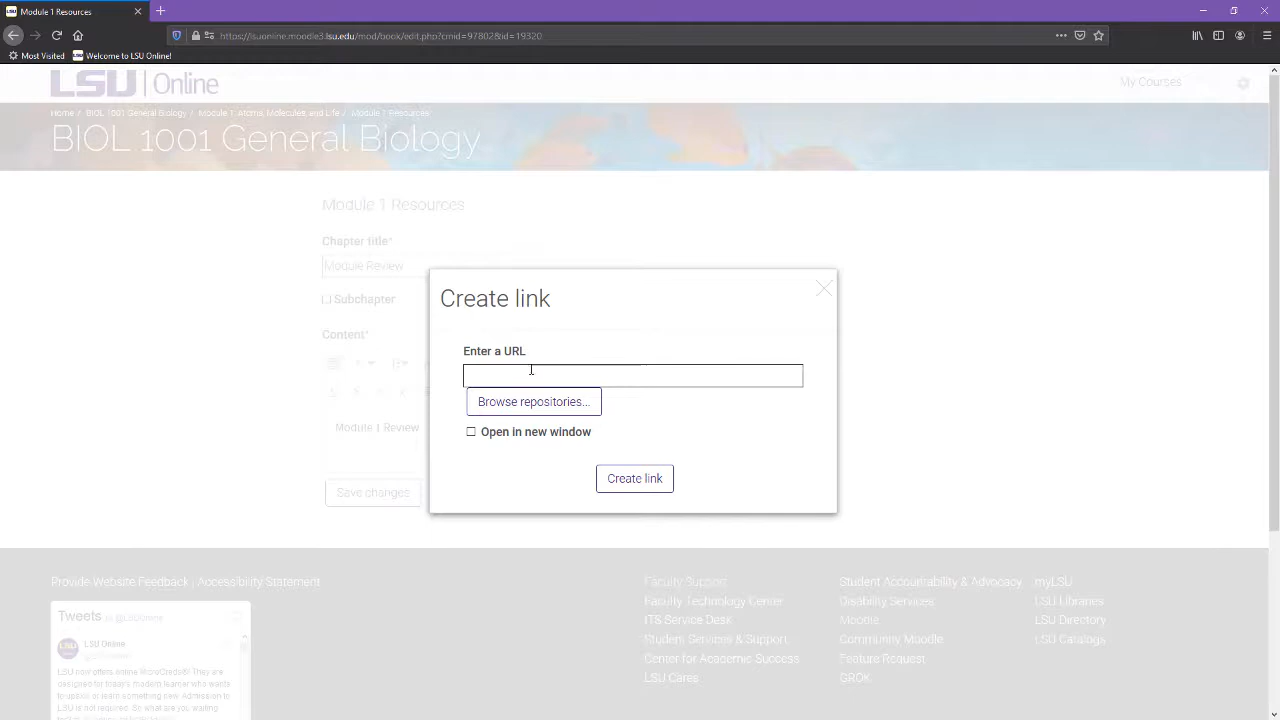 Module 1 Resources
https://lsuonline.moodle3.lsu.edu/mod/book/edit.php?cmid=97802&id=19320
Most Visited Welcome to LSU Online!
LSU Online My Courses
Home / BIOL 1001 General Biology / Module 1: Atoms, Molecules, and Life / Module 1 Resources
BIOL 1001 General Biology
Module 1 Resources
Chapter title*
Module Review
Subchapter
Content*
Module 1 Review
Save changes
Create link
Enter a URL
Browse repositories...
Open in new window
Create link
Provide Website Feedback | Accessibility Statement
Tweets by @LSUOnline
LSU Online
LSU now offers online MicroCreds®! They are
designed for today's modern learner who wants
to upskill or learn something new. Admission to
LSU is not required. So what are you waiting
Faculty Support
Faculty Technology Center
ITS Service Desk
Student Services & Support
Center for Academic Success
LSU Cares
Student Accountability & Advocacy
Disability Services
Moodle
Community Moodle
Feature Request
GROK
myLSU
LSU Libraries
LSU Directory
LSU Catalogs